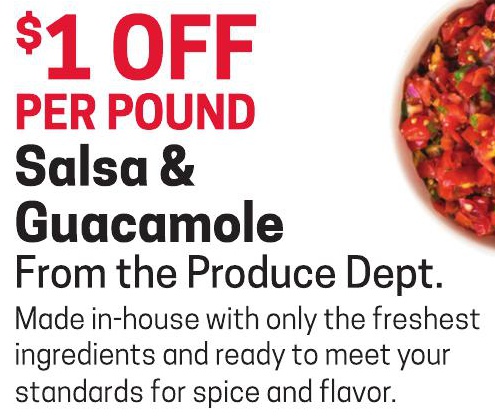 $1 OFF
PER POUND
Salsa &
Guacamole
From the Produce Dept.
Made in-house with only the freshest
ingredients and ready to meet your
standards for spice and flavor.